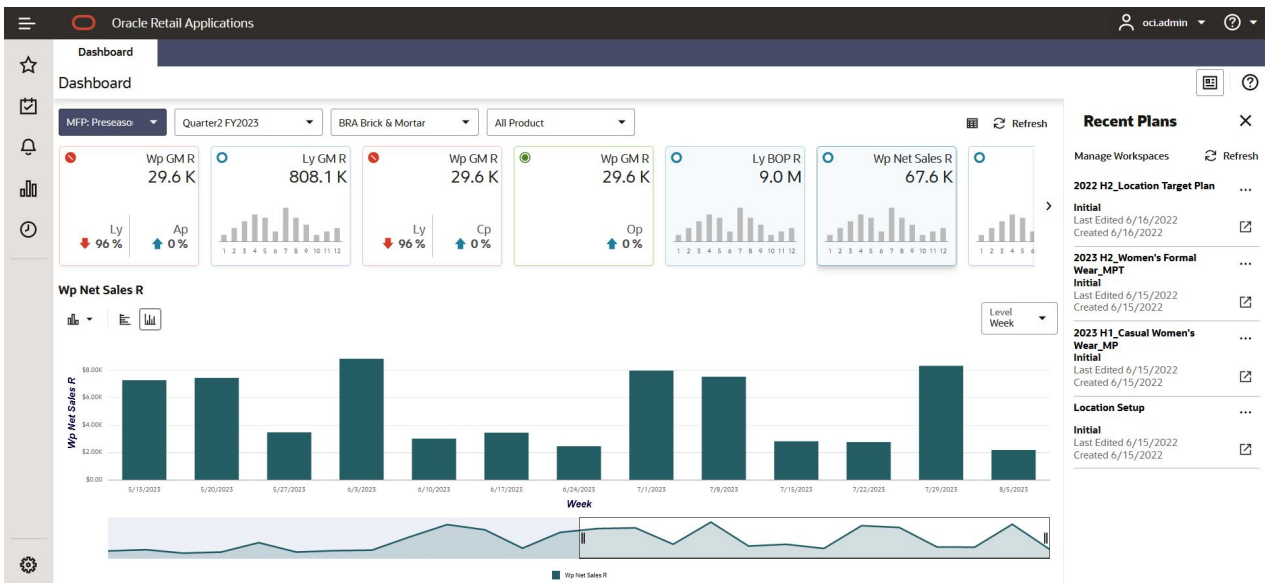 Oracle Retail Applications
oci.admin
Dashboard
Dashboard
MFP: Preseaso
Quarter2 FY2023
BRA Brick & Mortar
All Product
Refresh
Wp GM R
29.6 K
Ly
96 %
Ap
0 %
Ly GM R
808.1 K
1 2 3 4 5 6 7 8 9 10 11 12
Wp GM R
29.6 K
Ly
96 %
Cp
0 %
Wp GM R
29.6 K
Op
0 %
Ly BOP R
9.0 M
1 2 3 4 5 6 7 8 9 10 11 12
Wp Net Sales R
67.6 K
1 2 3 4 5 6 7 8 9 10 11 12
1 2 3 4 5 6
Wp Net Sales R
Level
Week
Wp Net Sales R
$8.00K
$6.00K
$4.00K
$2.00K
$0.00
5/13/2023 5/20/2023 5/27/2023 6/3/2023 6/10/2023 6/17/2023 6/24/2023 7/1/2023 7/8/2023 7/15/2023 7/22/2023 7/29/2023 8/5/2023
Week
Wp Net Sales R
Recent Plans
Manage Workspaces
Refresh
2022 H2_Location Target Plan
Initial
Last Edited 6/16/2022
Created 6/16/2022
2023 H2_Women's Formal
Wear_MPT
Initial
Last Edited 6/15/2022
Created 6/15/2022
2023 H1_Casual Women's
Wear_MP
Initial
Last Edited 6/15/2022
Created 6/15/2022
Location Setup
Initial
Last Edited 6/15/2022
Created 6/15/2022